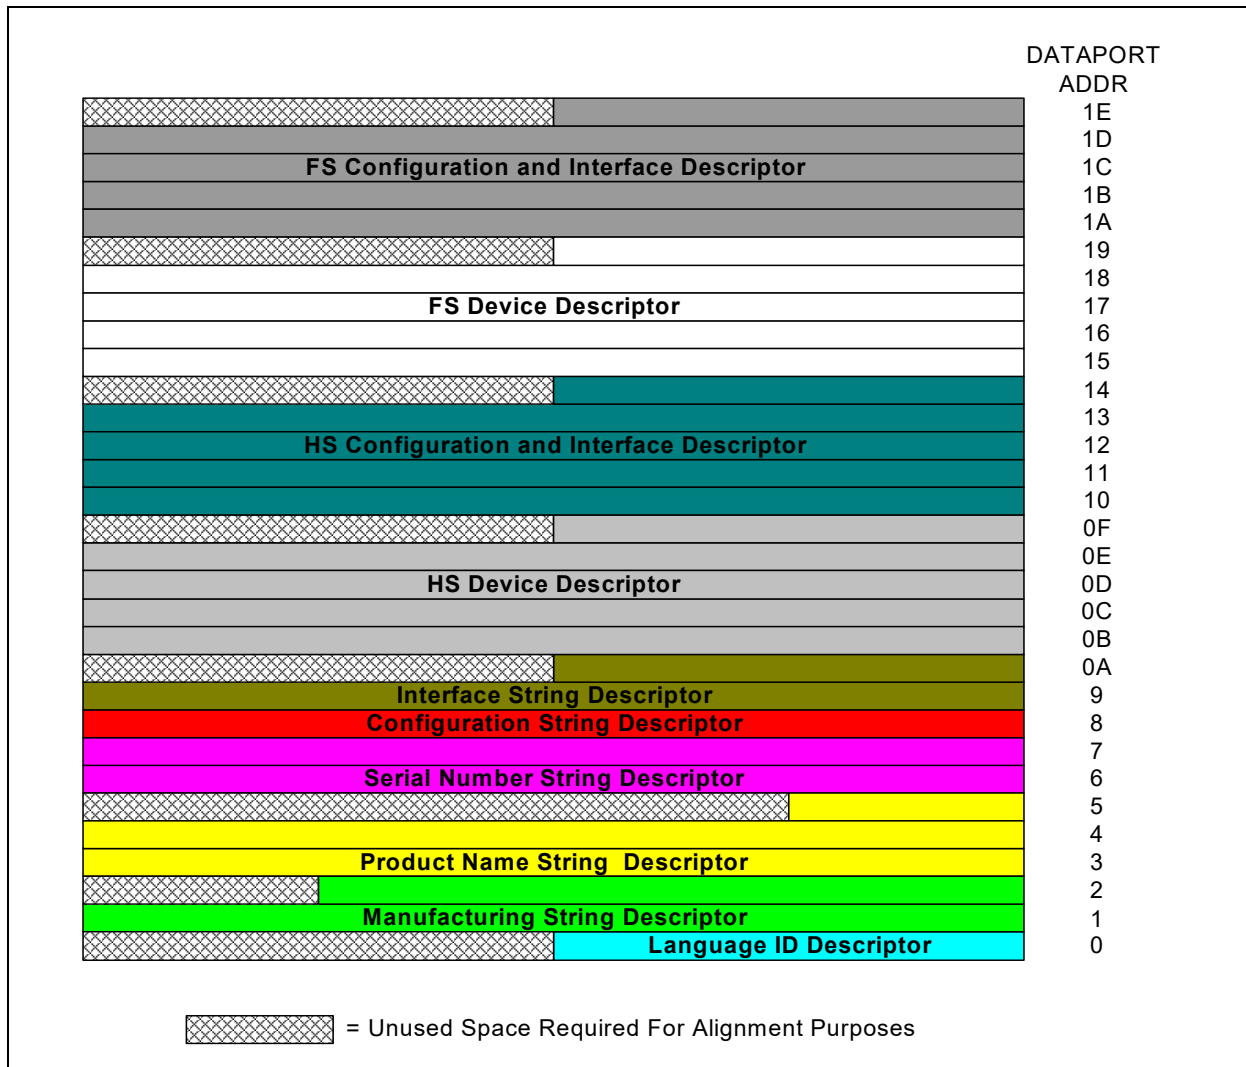 DATAPORT
ADDR
1E
1D
FS Configuration and Interface Descriptor 1C
1B
1A
19
18
FS Device Descriptor 17
16
15
14
13
HS Configuration and Interface Descriptor 12
11
10
0F
0E
HS Device Descriptor 0D
0C
0B
0A
Interface String Descriptor 9
Configuration String Descriptor 8
7
Serial Number String Descriptor 6
5
4
Product Name String Descriptor 3
2
Manufacturing String Descriptor 1
Language ID Descriptor 0
= Unused Space Required For Alignment Purposes